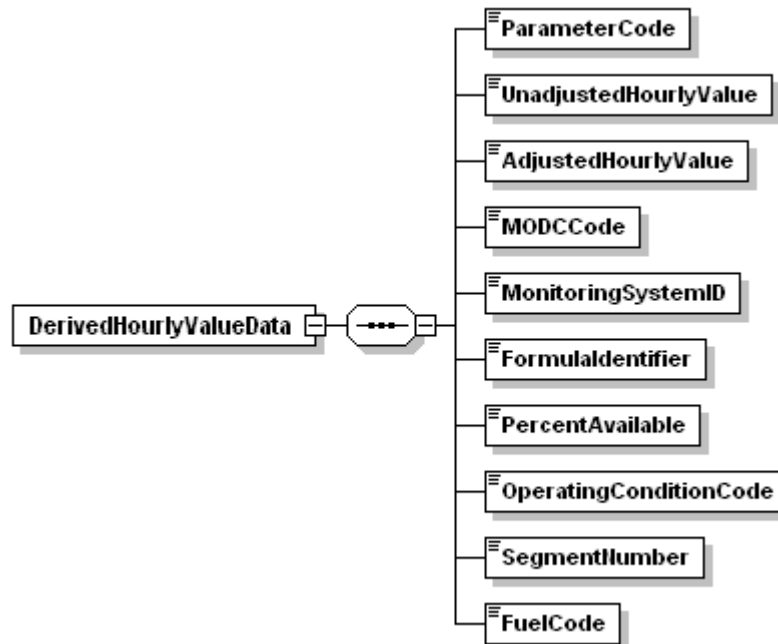 ParameterCode
UnadjustedHourlyValue
AdjustedHourlyValue
MODCCode
MonitoringSystemID
DerivedHourlyValueData
FormulaIdentifier
PercentAvailable
OperatingConditionCode
SegmentNumber
FuelCode